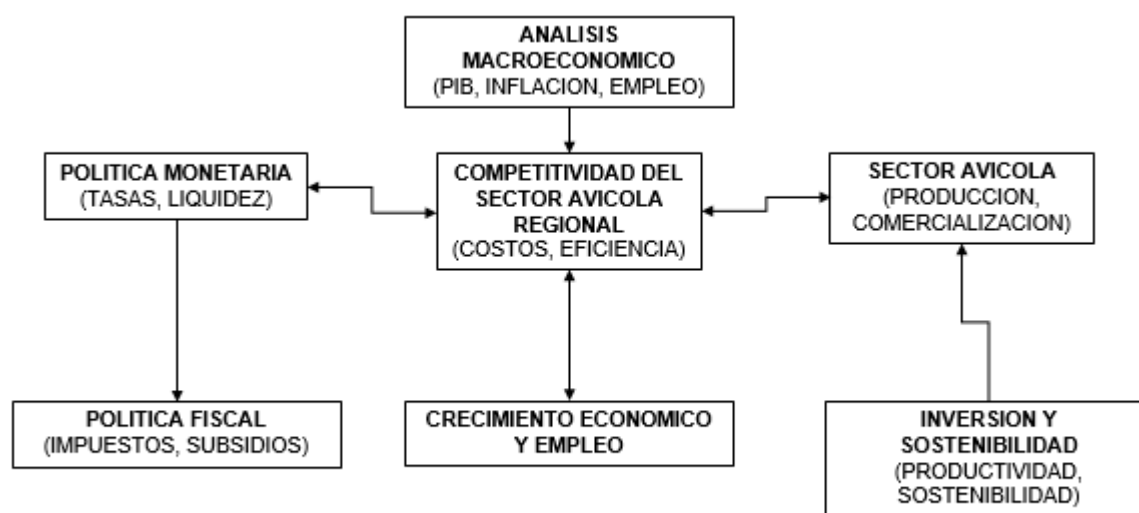 ANALISIS
MACROECONOMICO
(PIB, INFLACION, EMPLEO)
POLITICA MONETARIA
(TASAS, LIQUIDEZ)
COMPETITIVIDAD DEL
SECTOR AVICOLA
REGIONAL
(COSTOS, EFICIENCIA)
SECTOR AVICOLA
(PRODUCCION,
COMERCIALIZACION)
POLITICA FISCAL
(IMPUESTOS, SUBSIDIOS)
CRECIMIENTO ECONOMICO
Y EMPLEO
INVERSION Y
SOSTENIBILIDAD
(PRODUCTIVIDAD,
SOSTENIBILIDAD)